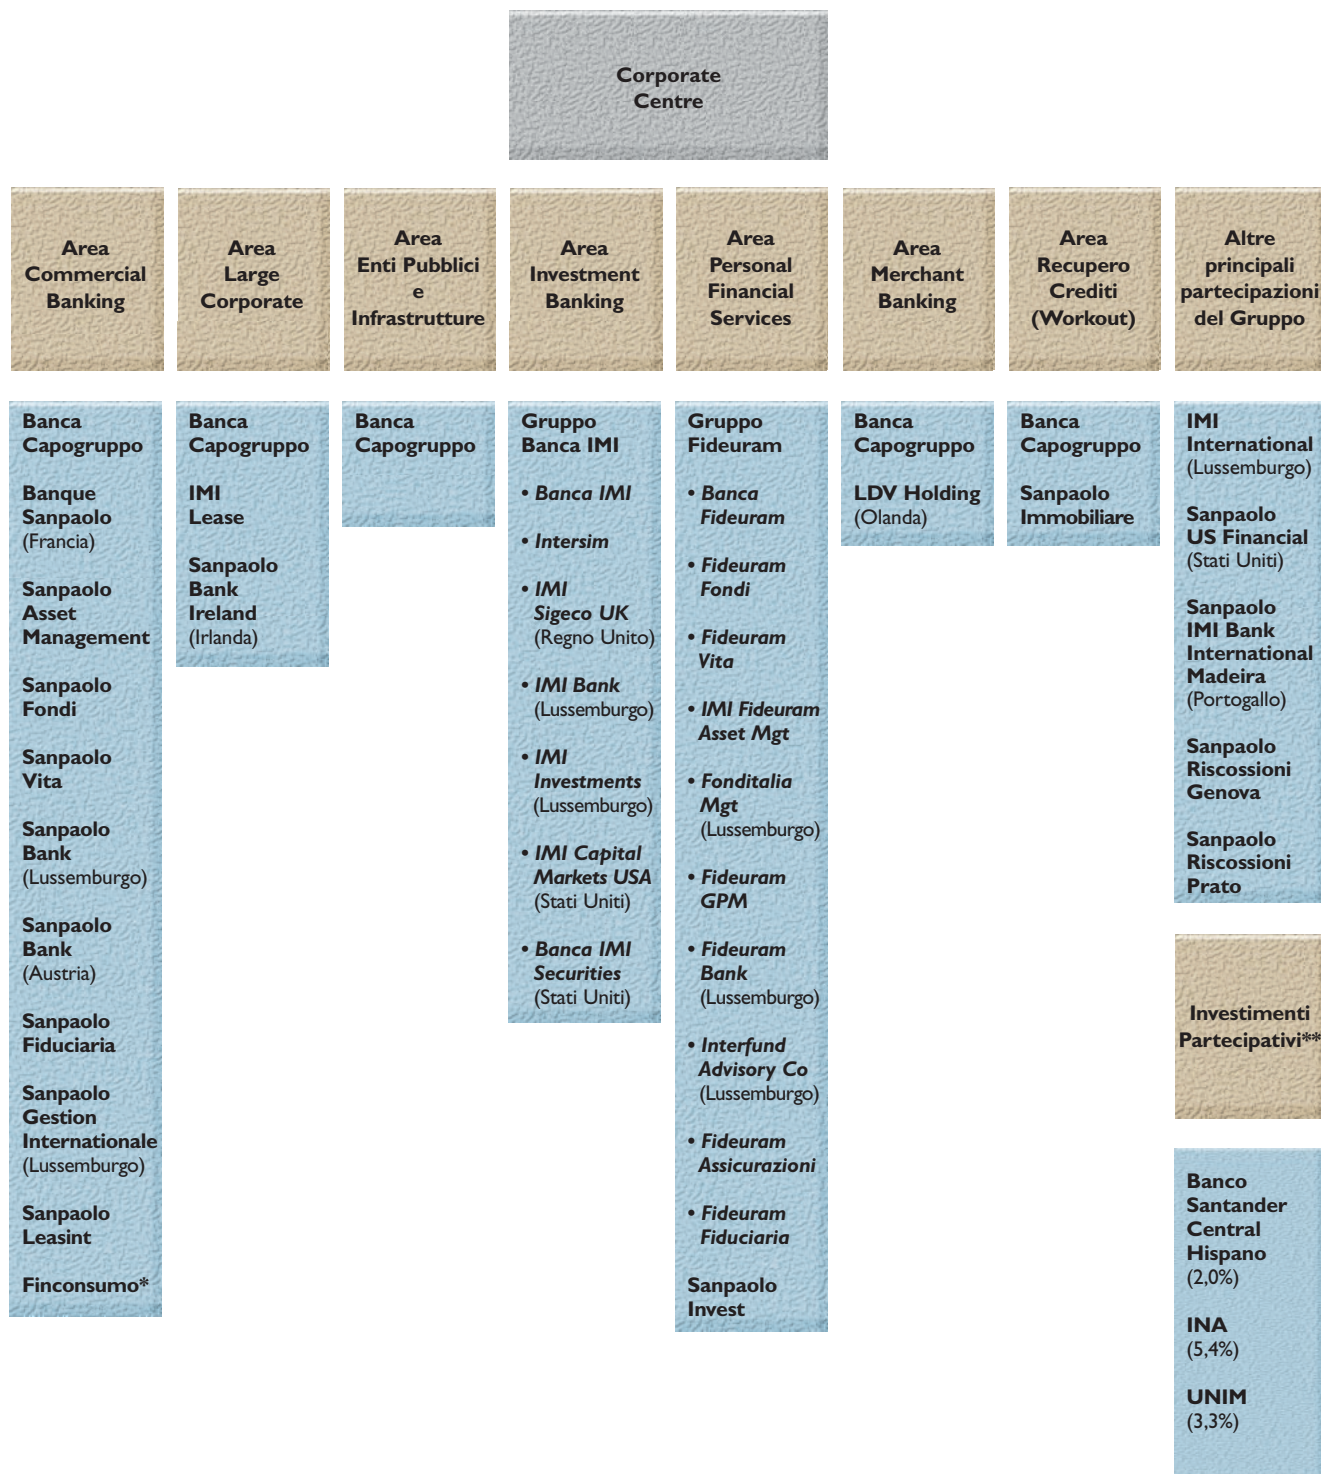 Corporate
Centre
Area
Commercial
Banking
Area
Large
Corporate
Area
Enti Pubblici
e
Infrastrutture
Area
Investment
Banking
Area
Personal
Financial
Services
Area
Merchant
Banking
Area
Recupero
Crediti
(Workout)
Altre
principali
partecipazioni
del Gruppo
Banca
Capogruppo
Banque
Sanpaolo
(Francia)
Sanpaolo
Asset
Management
Sanpaolo
Fondi
Sanpaolo
Vita
Sanpaolo
Bank
(Lussemburgo)
Sanpaolo
Bank
(Austria)
Sanpaolo
Fiduciaria
Sanpaolo
Gestion
Internationale
(Lussemburgo)
Sanpaolo
Leasint
Finconsumo*
Banca
Capogruppo
IMI
Lease
Sanpaolo
Bank
Ireland
(Irlanda)
Banca
Capogruppo
Gruppo
Banca IMI
• Banca IMI
• Intersim
• IMI
Sigeco UK
(Regno Unito)
• IMI Bank
(Lussemburgo)
• IMI
Investments
(Lussemburgo)
• IMI Capital
Markets USA
(Stati Uniti)
• Banca IMI
Securities
(Stati Uniti)
Gruppo
Fideuram
• Banca
Fideuram
• Fideuram
Fondi
• Fideuram
Vita
• IMI Fideuram
Asset Mgt
• Fonditalia
Mgt
(Lussemburgo)
• Fideuram
GPM
• Fideuram
Bank
(Lussemburgo)
• Interfund
Advisory Co
(Lussemburgo)
• Fideuram
Assicurazioni
• Fideuram
Fiduciaria
Sanpaolo
Invest
Banca
Capogruppo
LDV Holding
(Olanda)
Banca
Capogruppo
Sanpaolo
Immobiliare
IMI
International
(Lussemburgo)
Sanpaolo
US Financial
(Stati Uniti)
Sanpaolo
IMI Bank
International
Madeira
(Portogallo)
Sanpaolo
Riscossioni
Genova
Sanpaolo
Riscossioni
Prato
Investimenti
Partecipativi**
Banco
Santander
Central
Hispano
(2,0%)
INA
(5,4%)
UNIM
(3,3%)